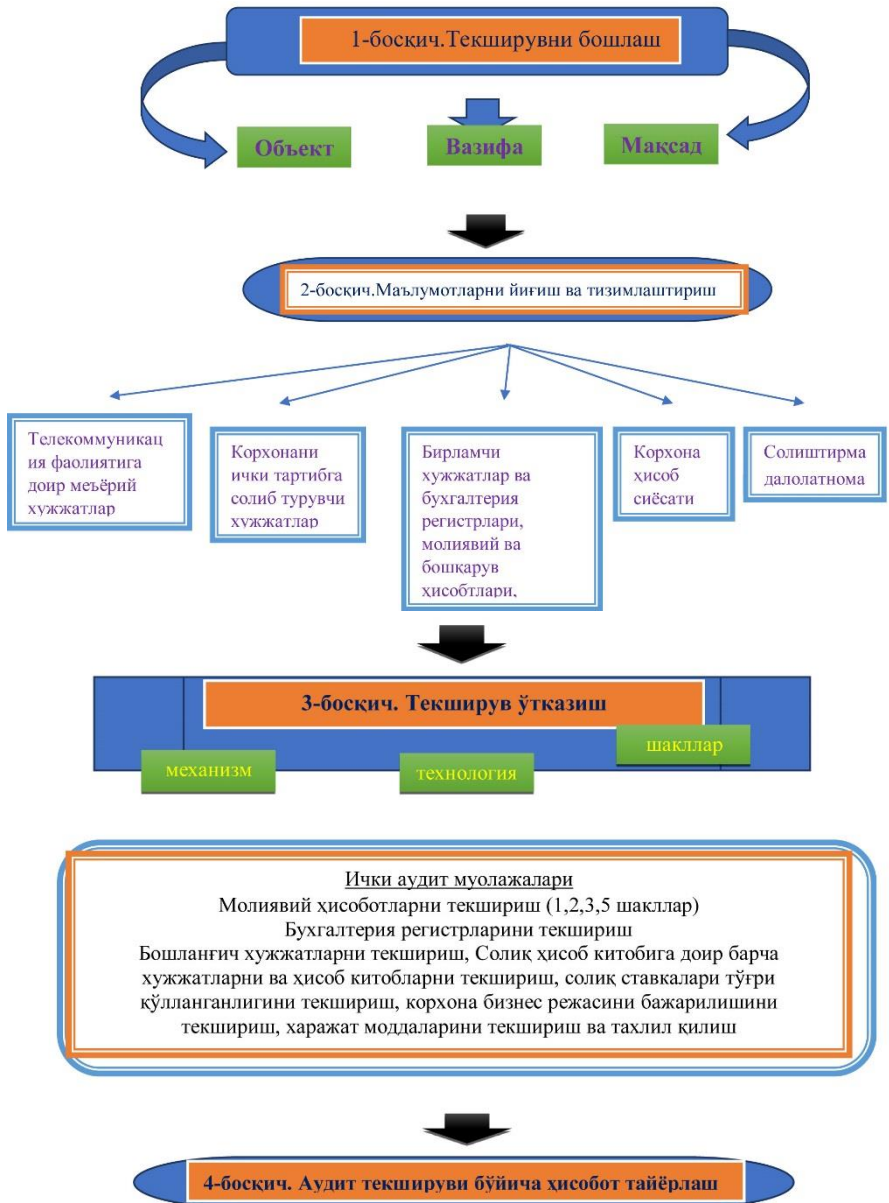 1-босқич.Текширувни бошлаш
Объект
Вазифа
Мақсад
2-босқич.Маълумотларни йиғиш ва тизимлаштириш
Телекоммуникац
ия фаолиятига
доир меъёрий
хужжатлар
Корхонани
ички тартибга
солиб турувчи
хужжатлар
Бирламчи
хужжатлар ва
бухгалтерия
регистрлари,
молиявий ва
бошқарув
ҳисобтлари,
Корхона
ҳисоб
сиёсати
Солиштирма
далолатнома
3-босқич. Текширув ўтказиш
механизм
технология
шакллар
Ички аудит муолажалари
Молиявий ҳисоботларни текшириш (1,2,3,5 шакллар)
Бухгалтерия регистрларини текшириш
Бошланғич хужжатларни текшириш, Солиқ ҳисоб китобига доир барча
хужжатларни ва ҳисоб китобларни текшириш, солиқ ставкалари тўғри
қўлланганлигини текшириш, корхона бизнес режасини бажарилишини
текшириш, харажат моддаларини текшириш ва тахлил қилиш
4-босқич. Аудит текшируви бўйича ҳисобот тайёрлаш